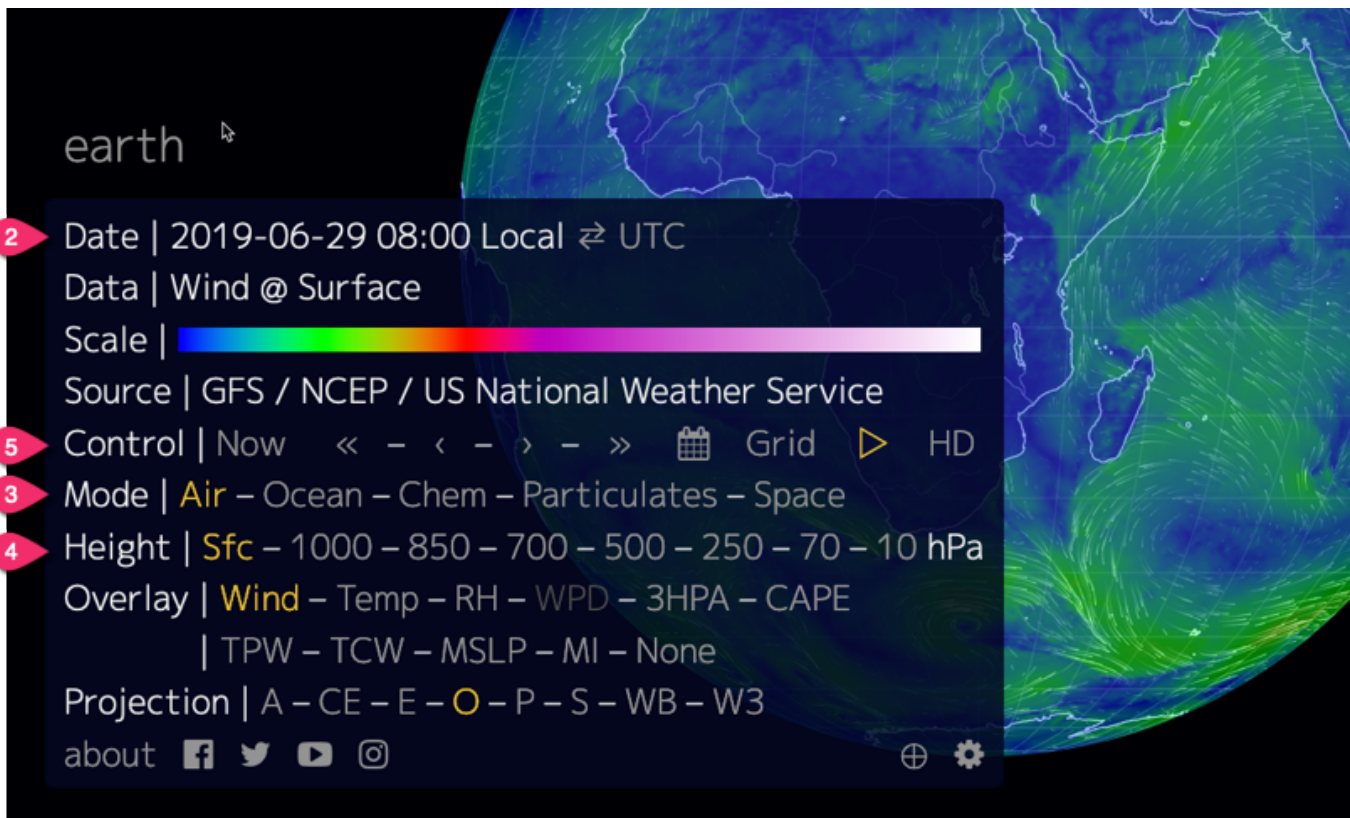 earth
2 Date | 2019-06-29 08:00 Local ⇄ UTC
Data | Wind @ Surface
Scale |
Source | GFS / NCEP / US National Weather Service
5 Control | Now « – ‹ – › – » Grid HD
3 Mode | Air – Ocean – Chem – Particulates – Space
4 Height | Sfc – 1000 – 850 – 700 – 500 – 250 – 70 – 10 hPa
Overlay | Wind – Temp – RH – WPD – 3HPA – CAPE
| TPW – TCW – MSLP – MI – None
Projection | A – CE – E – O – P – S – WB – W3
about